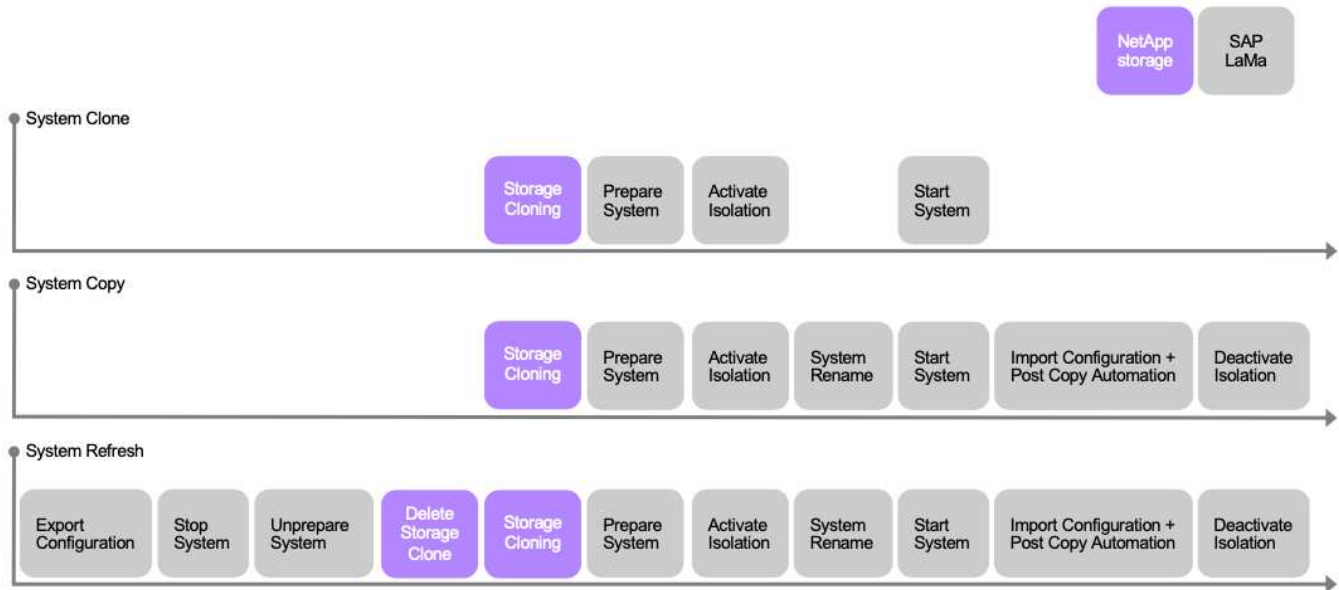 NetApp
storage
SAP
LaMa
System Clone
Storage
Cloning
Prepare
System
Activate
Isolation
Start
System
System Copy
Storage
Cloning
Prepare
System
Activate
Isolation
System
Rename
Start
System
Import Configuration +
Post Copy Automation
Deactivate
Isolation
System Refresh
Export
Configuration
Stop
System
Unprepare
System
Delete
Storage
Clone
Storage
Cloning
Prepare
System
Activate
Isolation
System
Rename
Start
System
Import Configuration +
Post Copy Automation
Deactivate
Isolation